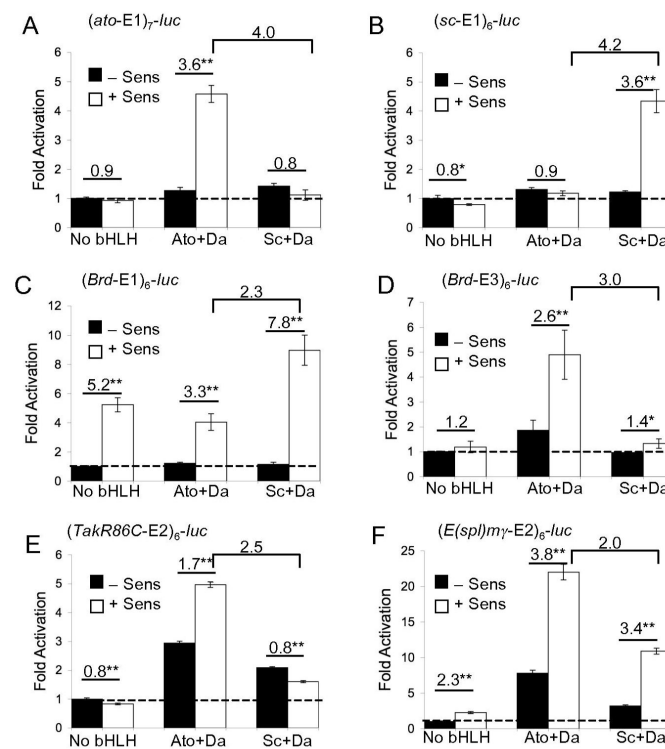 A
(ato-E1)7-luc
4.0
3.6**
– Sens
+ Sens
0.9
0.8
Fold Activation
6
5
4
3
2
1
0
No bHLH Ato+Da Sc+Da
B
(sc-E1)6-luc
4.2
3.6**
– Sens
+ Sens
0.8*
0.9
Fold Activation
6
5
4
3
2
1
0
No bHLH Ato+Da Sc+Da
C
(Brd-E1)6-luc
2.3
7.8**
– Sens
+ Sens
5.2**
3.3**
Fold Activation
12
10
8
6
4
2
0
No bHLH Ato+Da Sc+Da
D
(Brd-E3)6-luc
3.0
2.6**
– Sens
+ Sens
1.2
1.4*
Fold Activation
7
6
5
4
3
2
1
0
No bHLH Ato+Da Sc+Da
E
(TakR86C-E2)6-luc
2.5
1.7**
– Sens
+ Sens
0.8**
0.8**
Fold Activation
6
5
4
3
2
1
0
No bHLH Ato+Da Sc+Da
F
(E(spl)mγ-E2)6-luc
2.0
3.8**
– Sens
+ Sens
3.4**
2.3**
Fold Activation
25
20
15
10
5
0
No bHLH Ato+Da Sc+Da